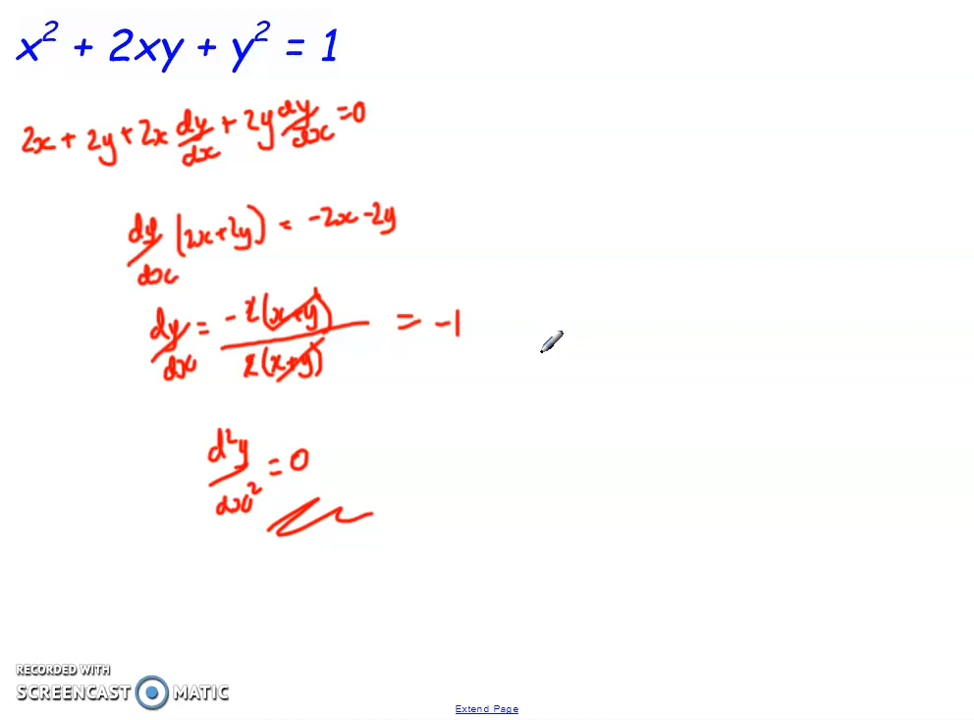 x² + 2xy + y² = 1
2x + 2y + 2x dy/dx + 2y dy/dx = 0
dy/dx (2x+2y) = -2x -2y
dy/dx = -2(x+y)/2(x+y) = -1
d²y/dx² = 0
RECORDED WITH
SCREENCAST MATIC
Extend Page